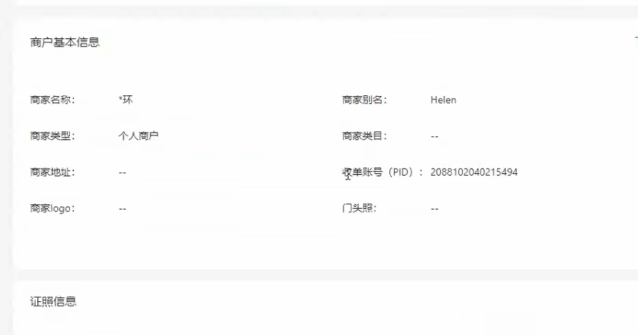 商户基本信息
商家名称： *环 商家别名： Helen
商家类型： 个人商户 商家类目： --
商家地址： -- 收单账号（PID）： 2088102040215494
商家logo： -- 门头照： --
证照信息